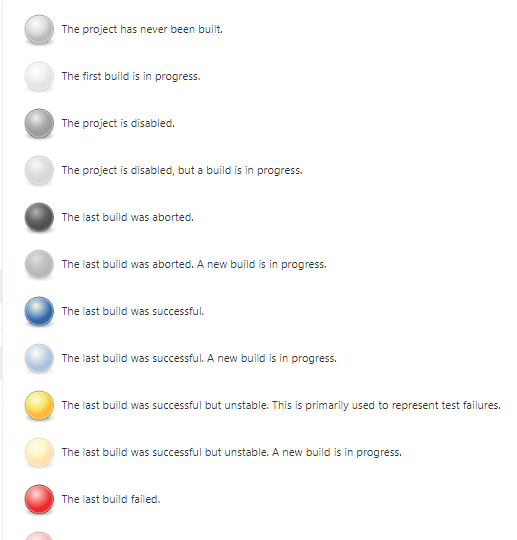 The project has never been built.
The first build is in progress.
The project is disabled.
The project is disabled, but a build is in progress.
The last build was aborted.
The last build was aborted. A new build is in progress.
The last build was successful.
The last build was successful. A new build is in progress.
The last build was successful but unstable. This is primarily used to represent test failures.
The last build was successful but unstable. A new build is in progress.
The last build failed.